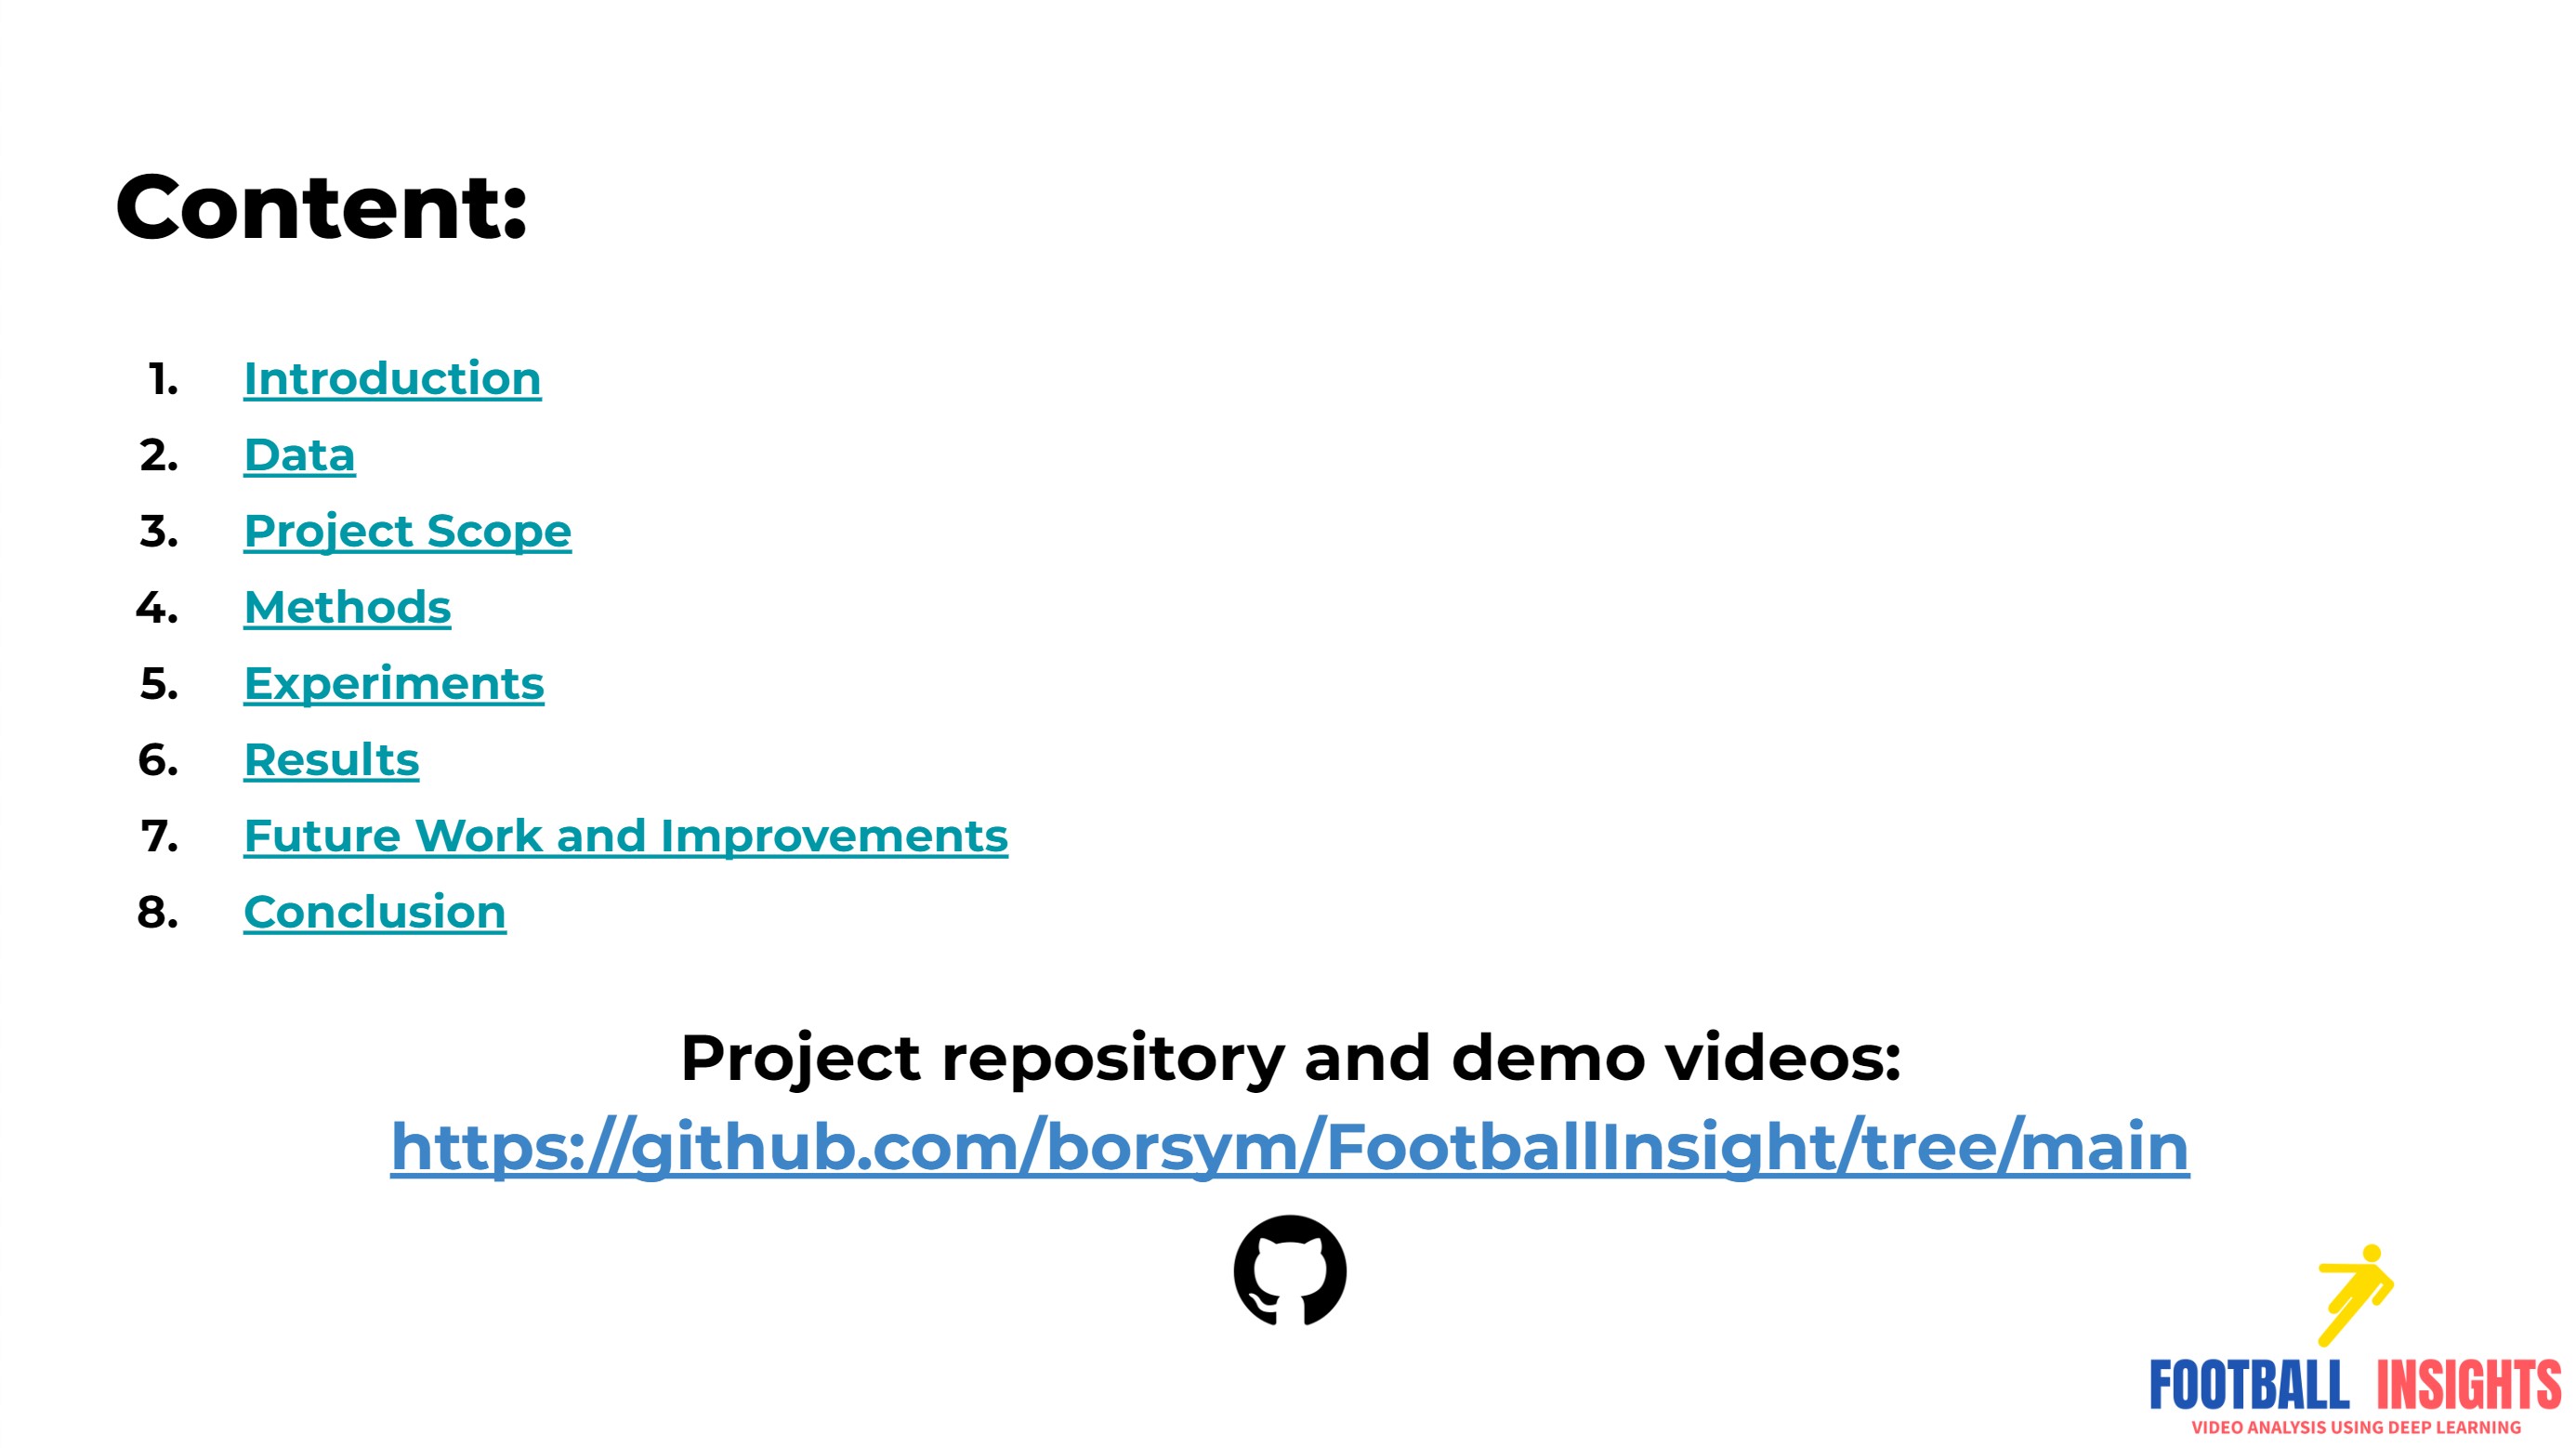 Content:
1. Introduction
2. Data
3. Project Scope
4. Methods
5. Experiments
6. Results
7. Future Work and Improvements
8. Conclusion
Project repository and demo videos:
https://github.com/borsym/FootballInsight/tree/main
FOOTBALL INSIGHTS
VIDEO ANALYSIS USING DEEP LEARNING